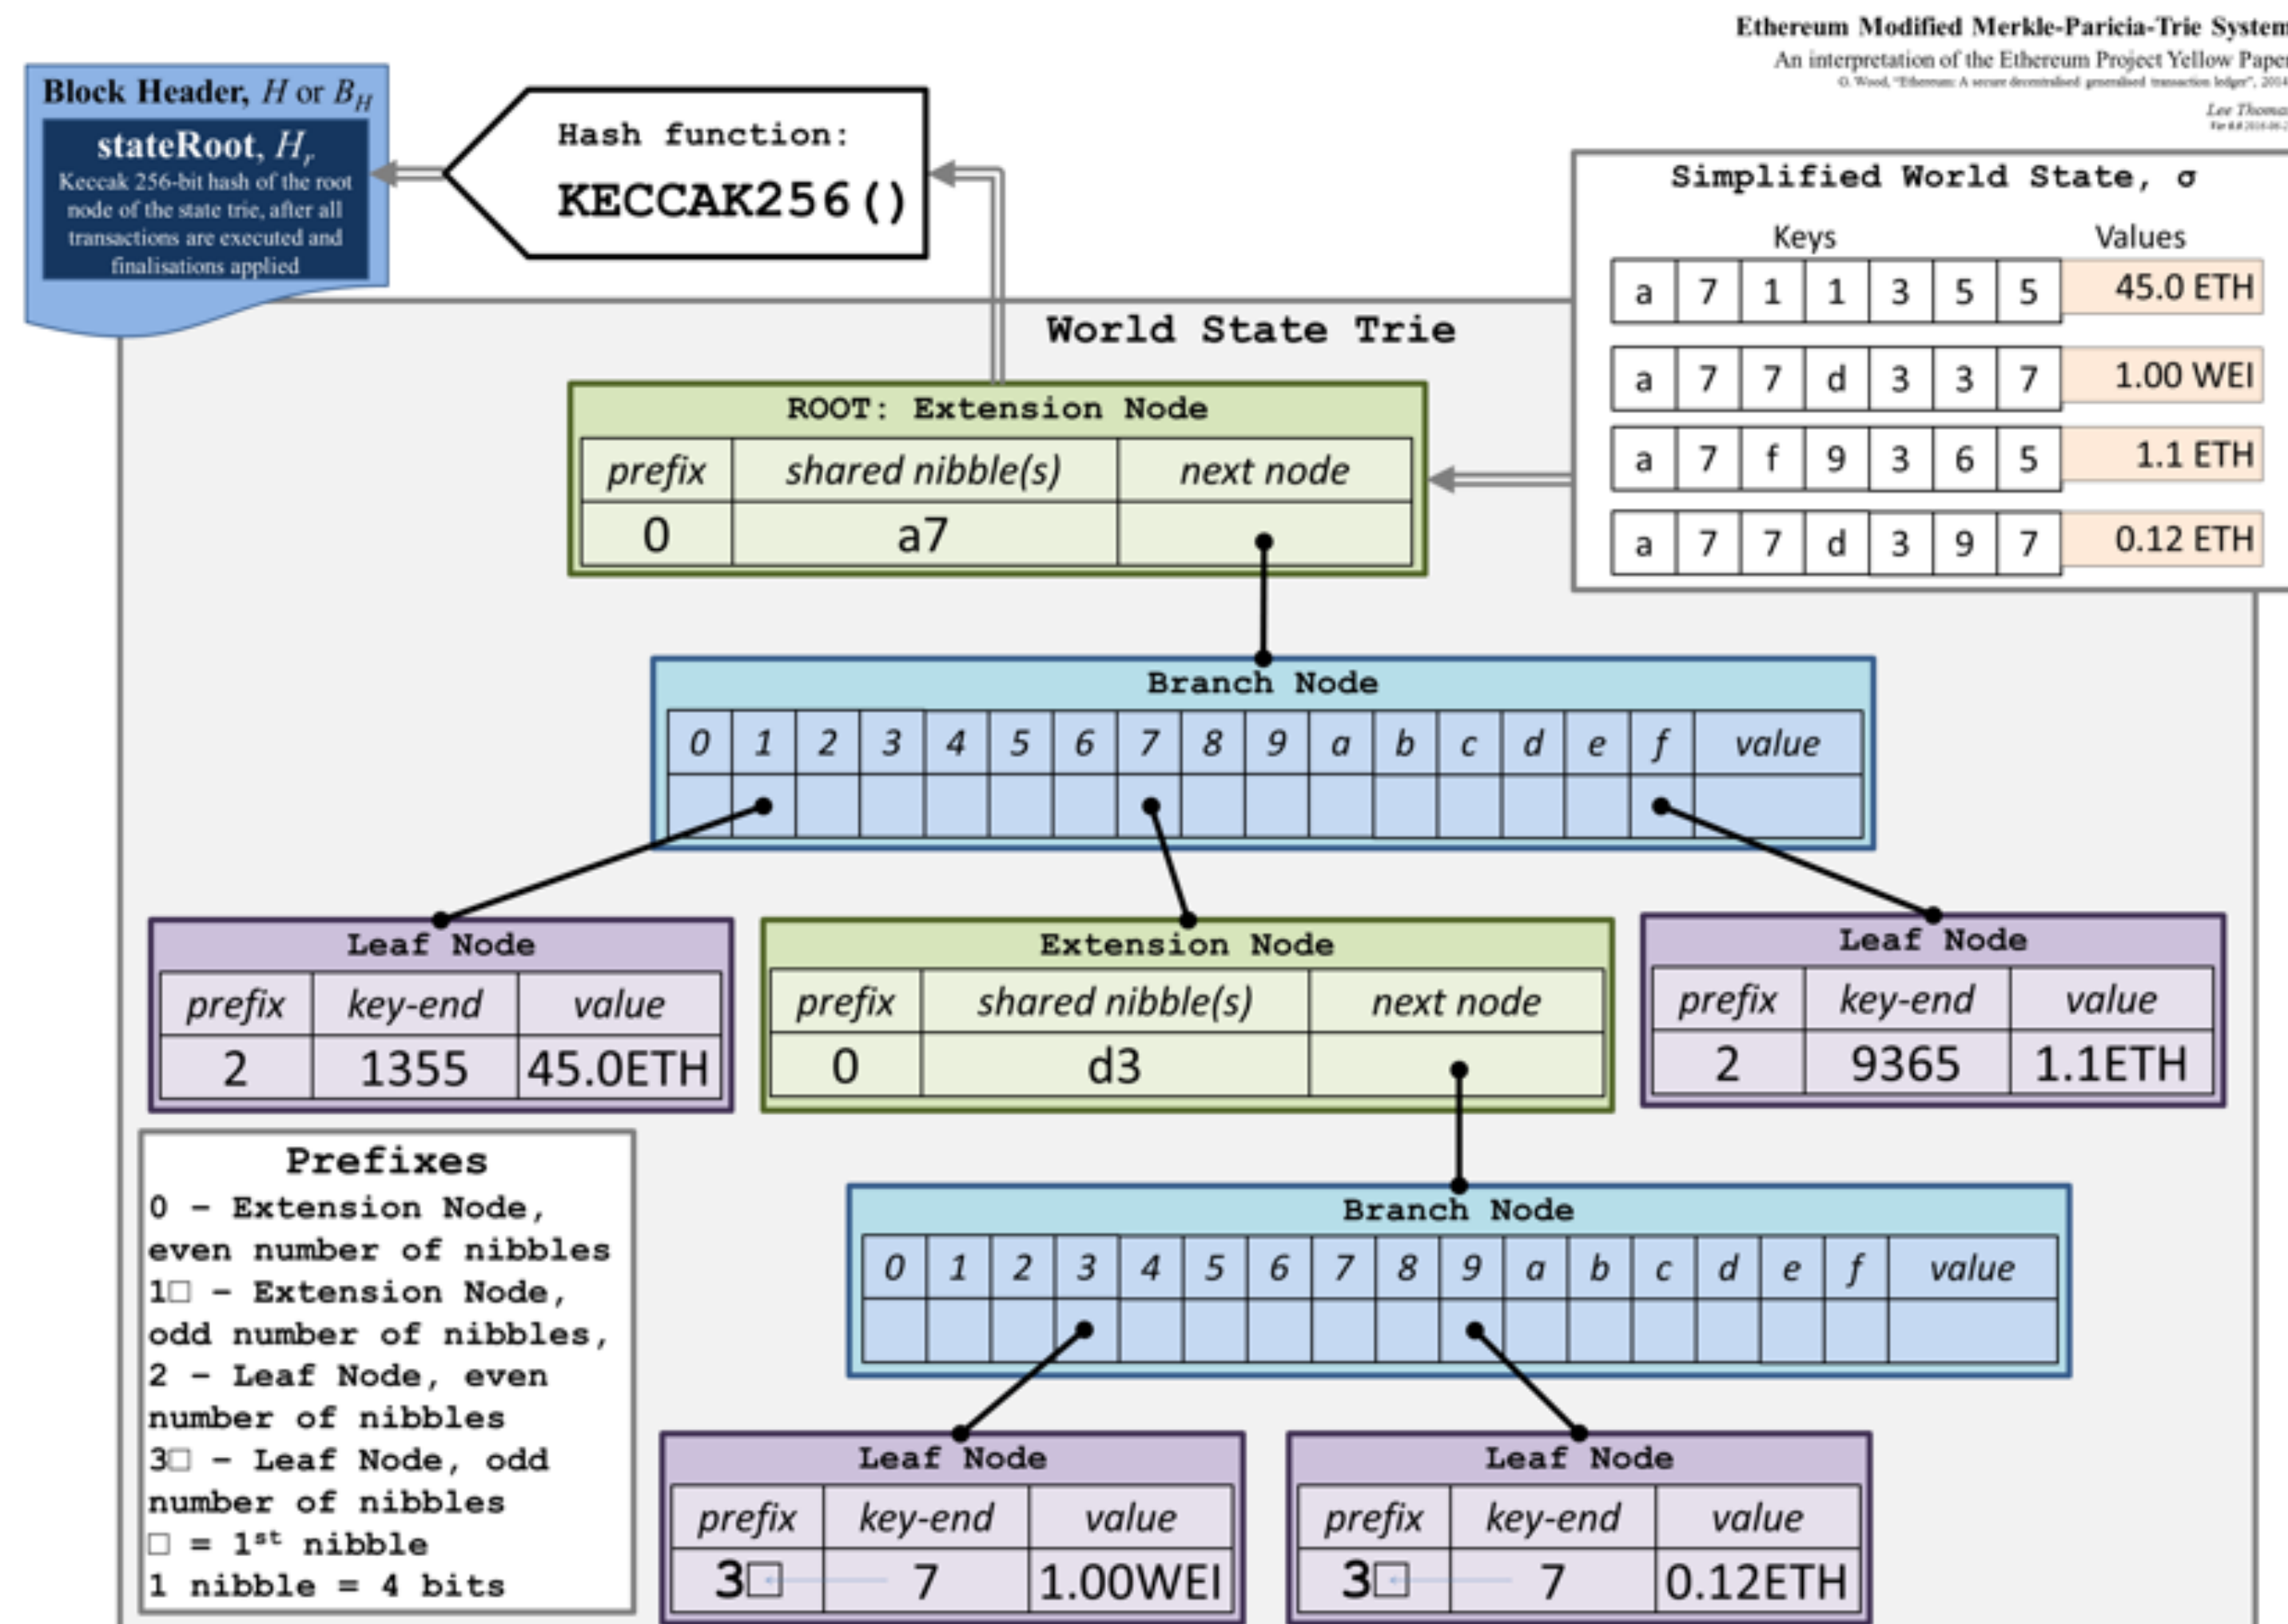 Ethereum Modified Merkle-Paricia-Trie System
An interpretation of the Ethereum Project Yellow Paper
G. Wood, "Ethereum: A secure decentralised generalised transaction ledger", 2014
Lee Thomas
Block Header, H or B_H
stateRoot, H_r
Keccak 256-bit hash of the root
node of the state trie, after all
transactions are executed and
finalisations applied
Hash function:
KECCAK256()
Simplified World State, σ
Keys Values
a 7 1 1 3 5 5 45.0 ETH
a 7 7 d 3 3 7 1.00 WEI
a 7 f 9 3 6 5 1.1 ETH
a 7 7 d 3 9 7 0.12 ETH
World State Trie
ROOT: Extension Node
prefix shared nibble(s) next node
0 a7
Branch Node
0 1 2 3 4 5 6 7 8 9 a b c d e f value
Leaf Node
prefix key-end value
2 1355 45.0ETH
Extension Node
prefix shared nibble(s) next node
0 d3
Leaf Node
prefix key-end value
2 9365 1.1ETH
Prefixes
0 – Extension Node,
even number of nibbles
1□ – Extension Node,
odd number of nibbles,
2 – Leaf Node, even
number of nibbles
3□ – Leaf Node, odd
number of nibbles
□ = 1st nibble
1 nibble = 4 bits
Branch Node
0 1 2 3 4 5 6 7 8 9 a b c d e f value
Leaf Node
prefix key-end value
3□ 7 1.00WEI
Leaf Node
prefix key-end value
3□ 7 0.12ETH